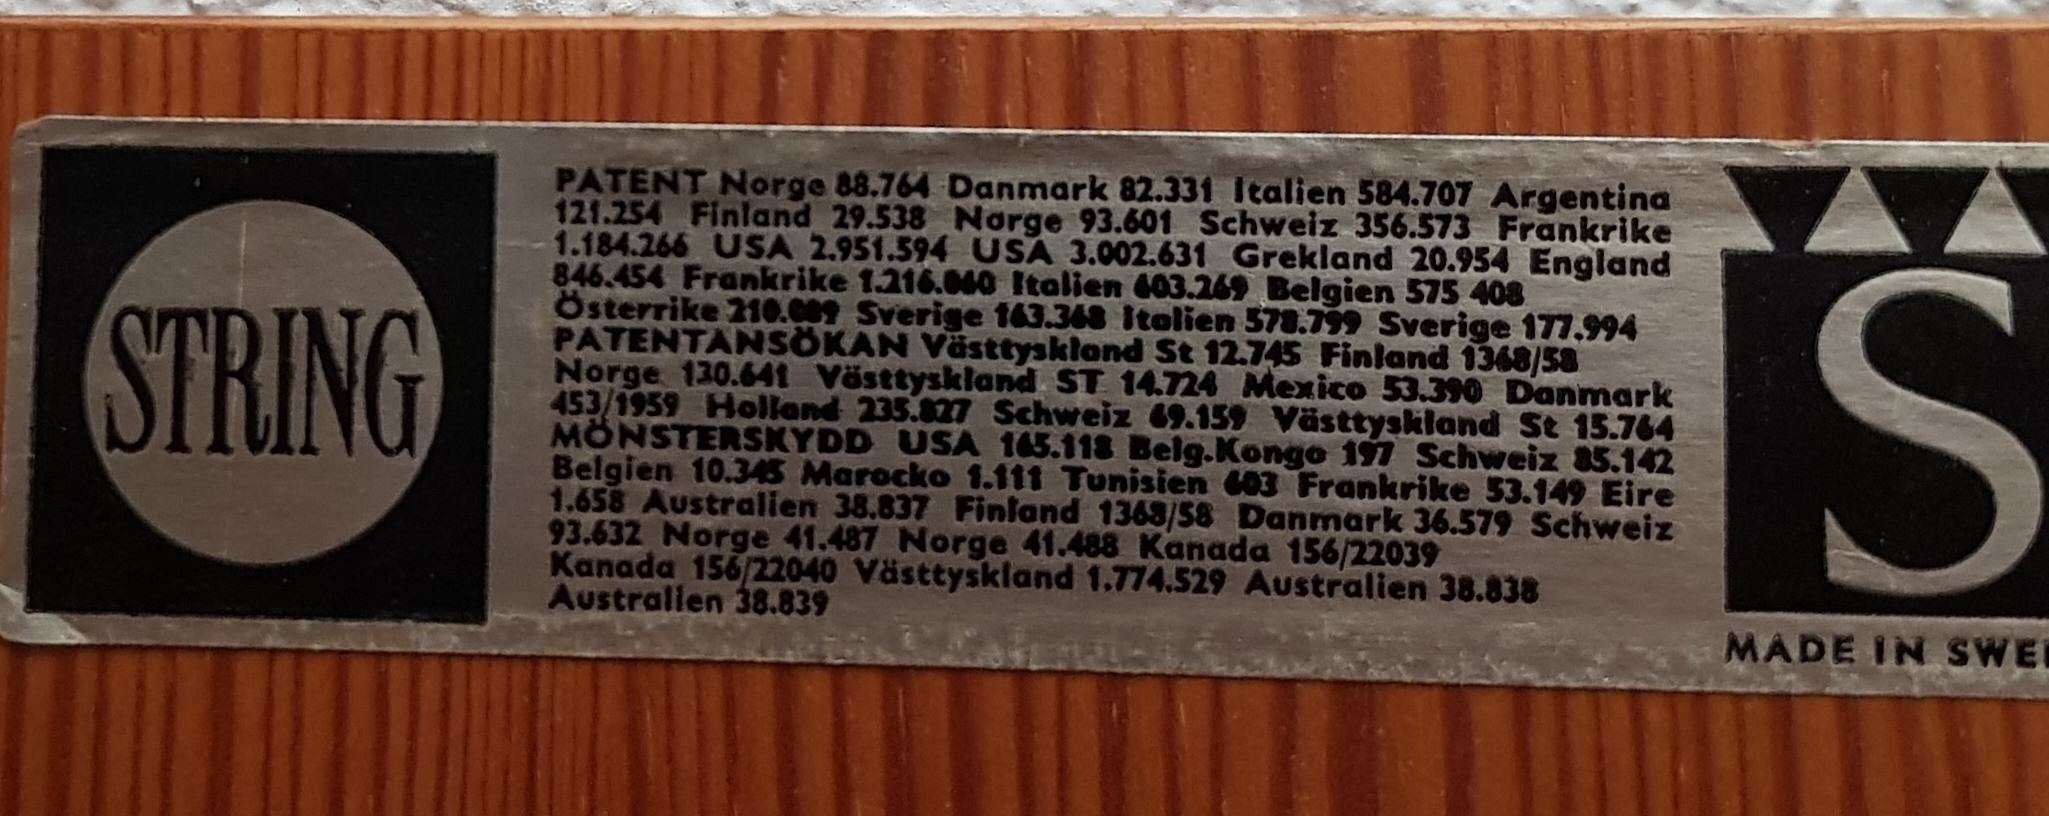 STRING
PATENT Norge 88.764 Danmark 82.331 Italien 584.707 Argentina
121.254 Finland 29.538 Norge 93.601 Schweiz 356.573 Frankrike
1.184.266 USA 2.951.594 USA 3.002.631 Grekland 20.954 England
846.454 Frankrike 1.216.060 Italien 603.269 Belgien 575 408
Österrike 210.089 Sverige 163.368 Italien 578.799 Sverige 177.994
PATENTANSÖKAN Västtyskland St 12.745 Finland 1368/58
Norge 130.641 Västtyskland ST 14.724 Mexico 53.390 Danmark
453/1959 Holland 235.827 Schweiz 69.159 Västtyskland St 15.764
MÖNSTERSKYDD USA 165.118 Belg.Kongo 197 Schweiz 85.142
Belgien 10.345 Marocko 1.111 Tunisien 603 Frankrike 53.149 Eire
1.658 Australien 38.837 Finland 1368/58 Danmark 36.579 Schweiz
93.632 Norge 41.487 Norge 41.488 Kanada 156/22039
Kanada 156/22040 Västtyskland 1.774.529 Australien 38.838
Australien 38.839
S
MADE IN SWE